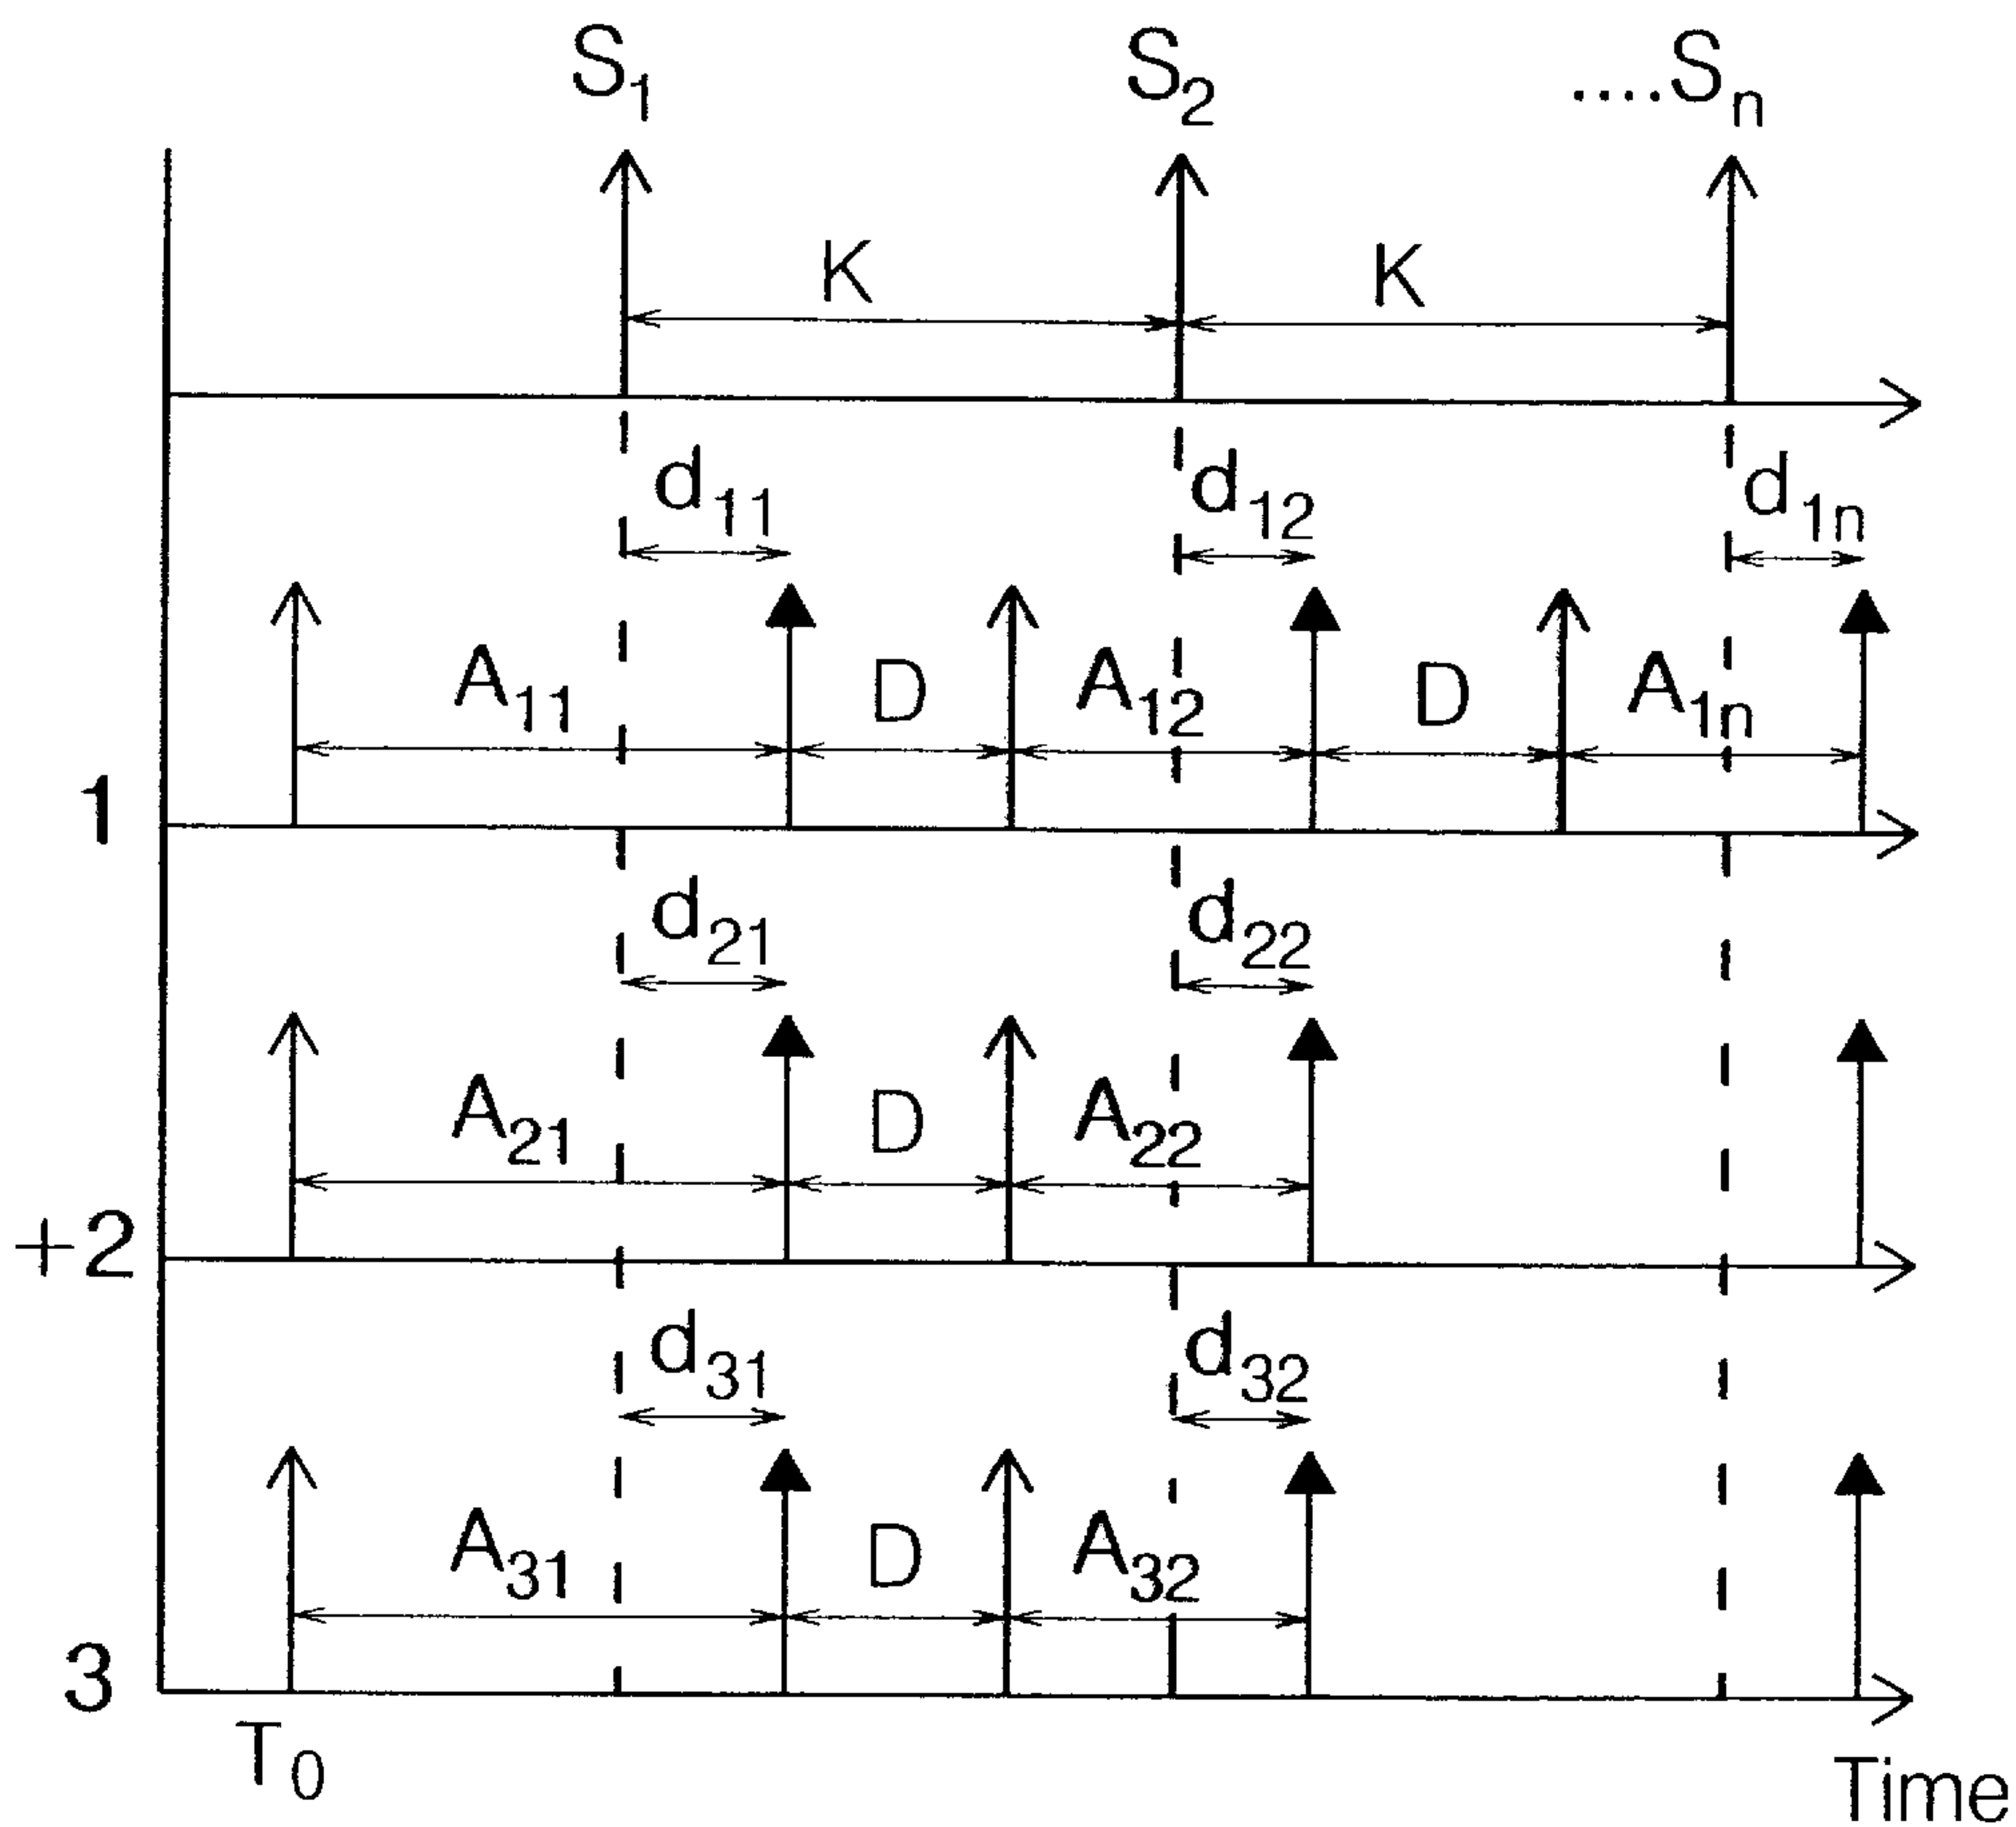 S₁ S₂ ....Sₙ
K K
d₁₁ d₁₂ d₁ₙ
A₁₁ D A₁₂ D A₁ₙ
1
d₂₁ d₂₂
A₂₁ D A₂₂
+2
d₃₁ d₃₂
A₃₁ D A₃₂
3
T₀
Time